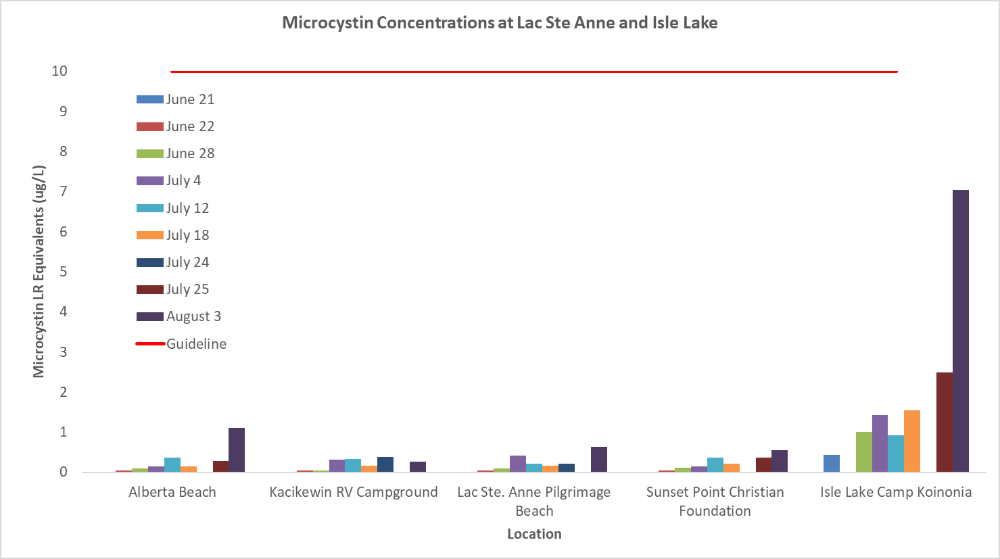 Microcystin Concentrations at Lac Ste Anne and Isle Lake
Microcystin LR Equivalents (ug/L)
10
9
8
7
6
5
4
3
2
1
0
June 21
June 22
June 28
July 4
July 12
July 18
July 24
July 25
August 3
Guideline
Alberta Beach
Kacikewin RV Campground
Lac Ste. Anne Pilgrimage
Beach
Sunset Point Christian
Foundation
Isle Lake Camp Koinonia
Location